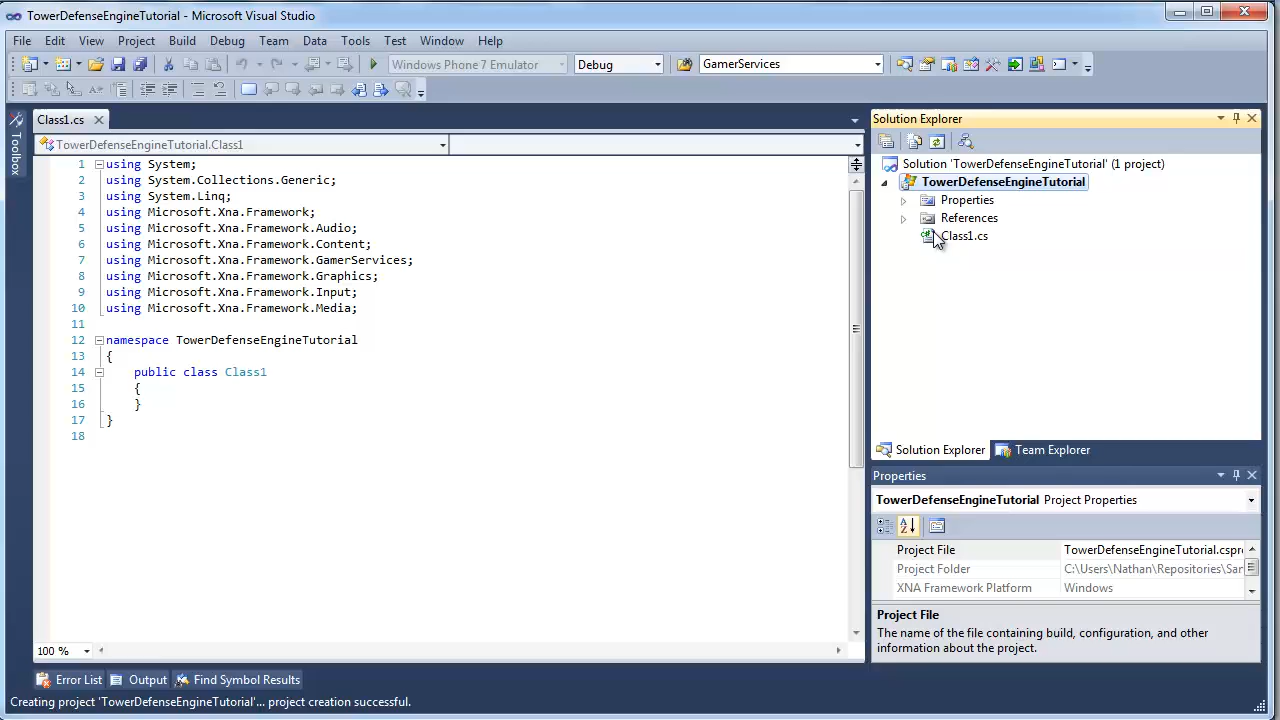 TowerDefenseEngineTutorial - Microsoft Visual Studio
File Edit View Project Build Debug Team Data Tools Test Window Help
Windows Phone 7 Emulator Debug GamerServices
Class1.cs
Toolbox
TowerDefenseEngineTutorial.Class1
1 using System;
2 using System.Collections.Generic;
3 using System.Linq;
4 using Microsoft.Xna.Framework;
5 using Microsoft.Xna.Framework.Audio;
6 using Microsoft.Xna.Framework.Content;
7 using Microsoft.Xna.Framework.GamerServices;
8 using Microsoft.Xna.Framework.Graphics;
9 using Microsoft.Xna.Framework.Input;
10 using Microsoft.Xna.Framework.Media;
11
12 namespace TowerDefenseEngineTutorial
13 {
14 public class Class1
15 {
16 }
17 }
18
100 %
Solution Explorer
Solution 'TowerDefenseEngineTutorial' (1 project)
TowerDefenseEngineTutorial
Properties
References
Class1.cs
Solution Explorer Team Explorer
Properties
TowerDefenseEngineTutorial Project Properties
Project File TowerDefenseEngineTutorial.cspr
Project Folder C:\Users\Nathan\Repositories\Sar
XNA Framework Platform Windows
Project File
The name of the file containing build, configuration, and other
information about the project.
Error List Output Find Symbol Results
Creating project 'TowerDefenseEngineTutorial'... project creation successful.